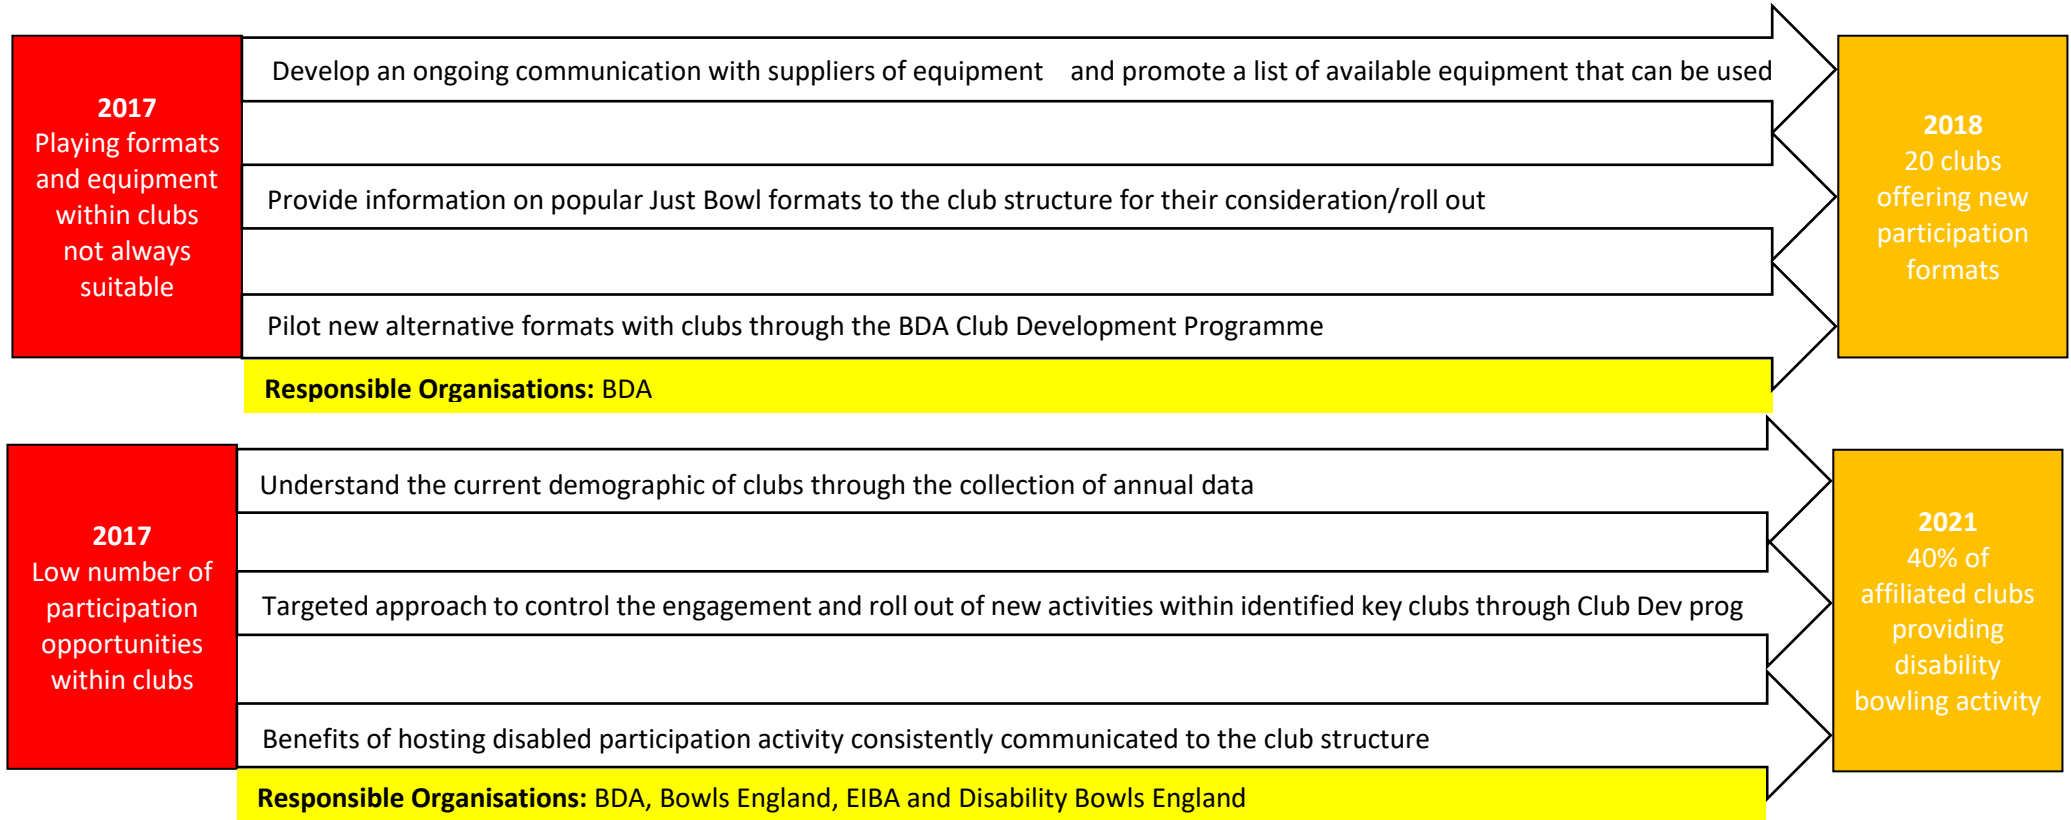 2017
Playing formats
and equipment
within clubs
not always
suitable
Develop an ongoing communication with suppliers of equipment and promote a list of available equipment that can be used
Provide information on popular Just Bowl formats to the club structure for their consideration/roll out
Pilot new alternative formats with clubs through the BDA Club Development Programme
Responsible Organisations: BDA
2018
20 clubs
offering new
participation
formats
2017
Low number of
participation
opportunities
within clubs
Understand the current demographic of clubs through the collection of annual data
Targeted approach to control the engagement and roll out of new activities within identified key clubs through Club Dev prog
Benefits of hosting disabled participation activity consistently communicated to the club structure
Responsible Organisations: BDA, Bowls England, EIBA and Disability Bowls England
2021
40% of
affiliated clubs
providing
disability
bowling activity